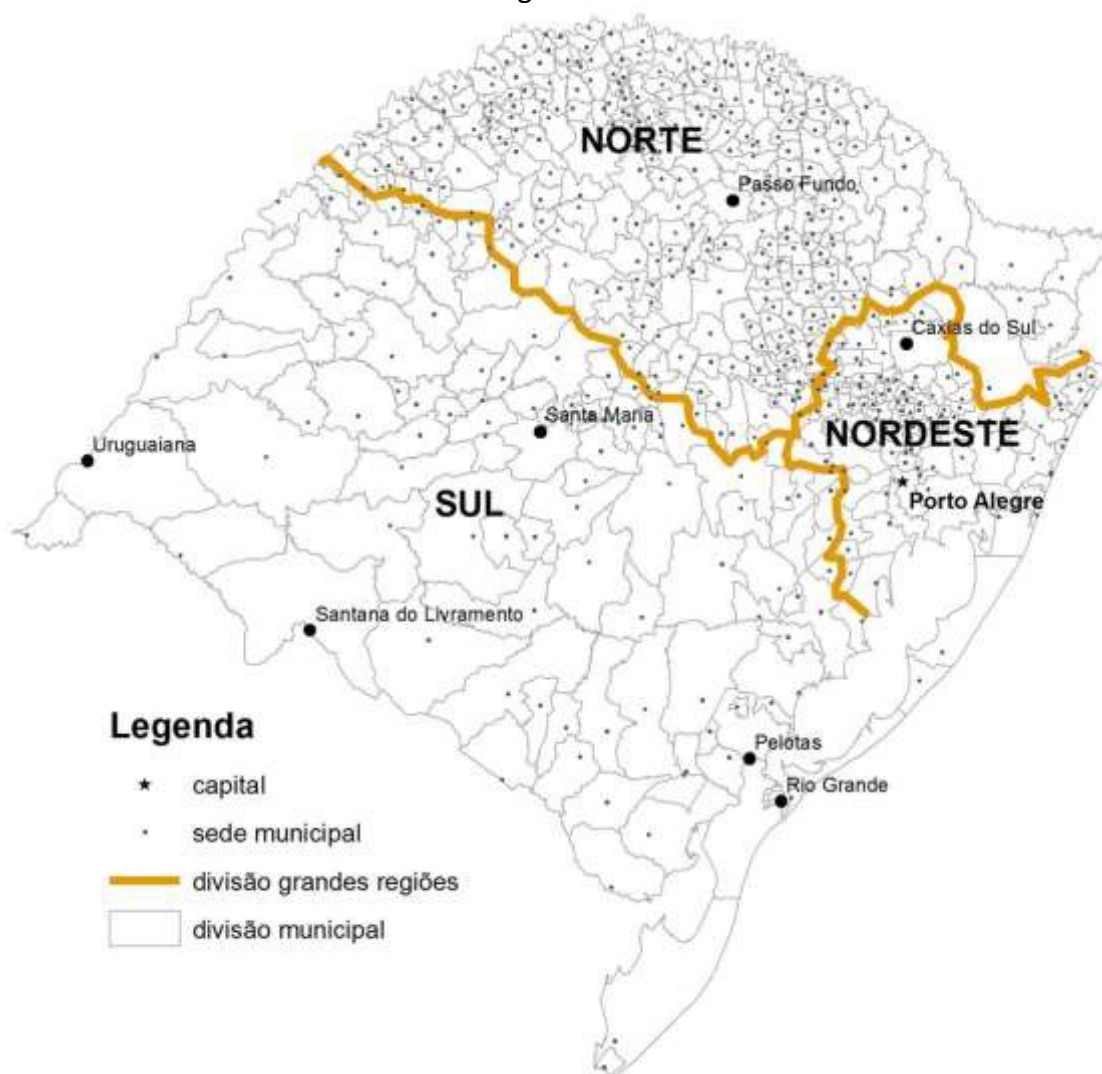 NORTE
Passo Fundo
Caxias do Sul
Santa Maria
NORDESTE
Uruguaiana
SUL
Porto Alegre
Santana do Livramento
Legenda
Pelotas
capital
Rio Grande
sede municipal
divisão grandes regiões
divisão municipal